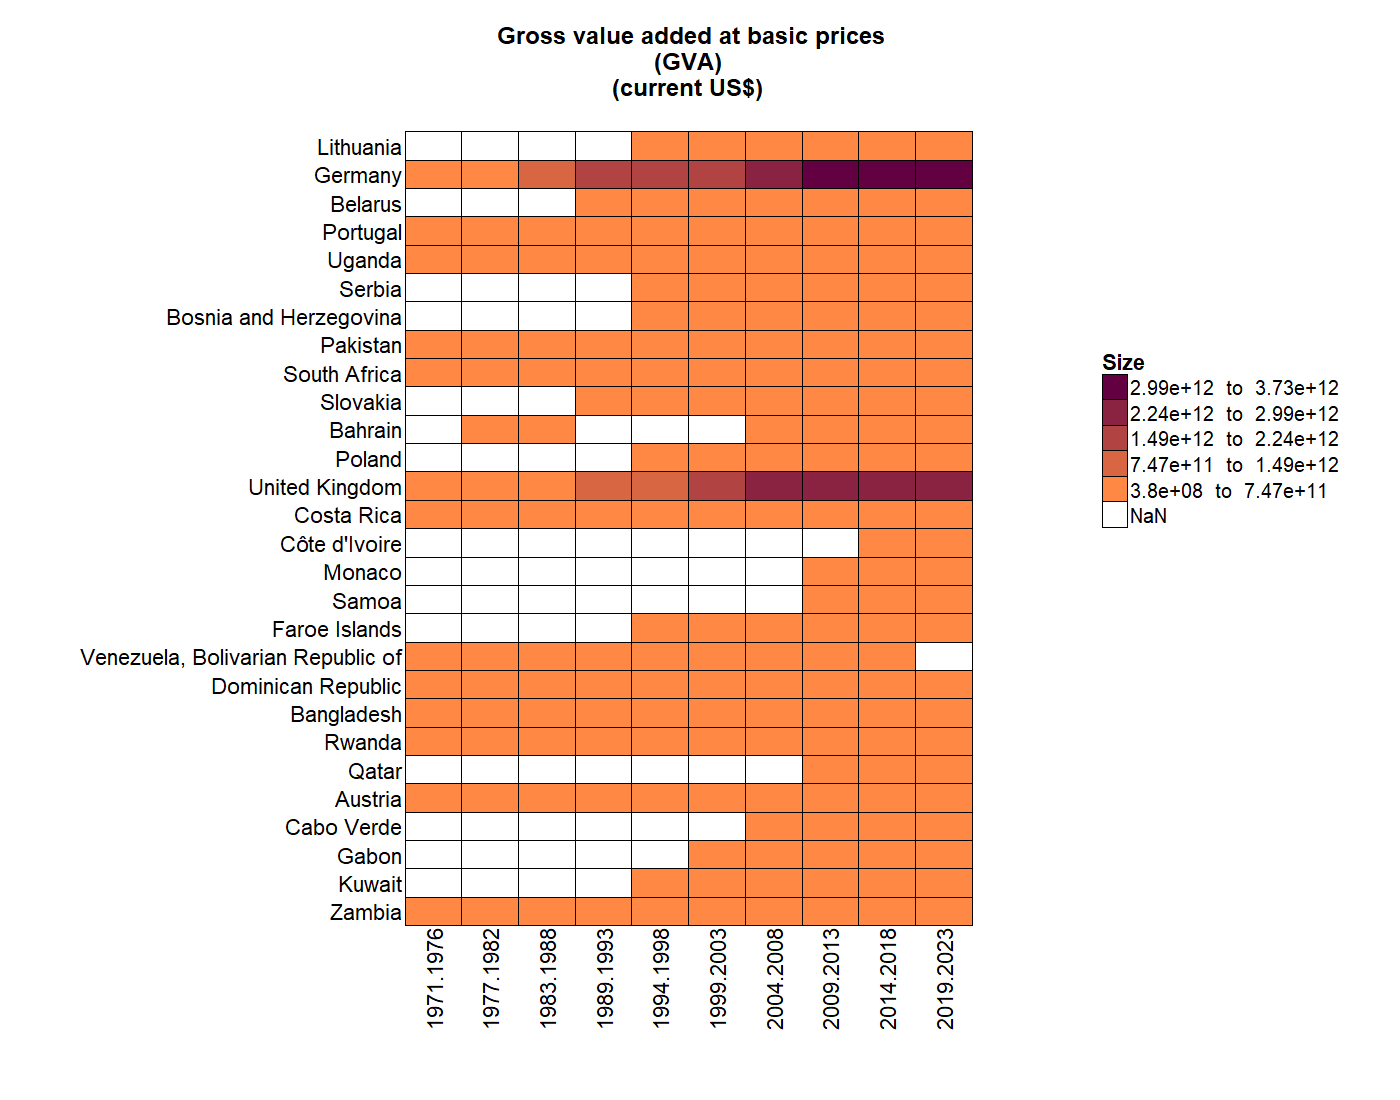 Gross value added at basic prices
(GVA)
(current US$)
Lithuania
Germany
Belarus
Portugal
Uganda
Serbia
Bosnia and Herzegovina
Pakistan
South Africa
Slovakia
Bahrain
Poland
United Kingdom
Costa Rica
Côte d'Ivoire
Monaco
Samoa
Faroe Islands
Venezuela, Bolivarian Republic of
Dominican Republic
Bangladesh
Rwanda
Qatar
Austria
Cabo Verde
Gabon
Kuwait
Zambia
1971.1976
1977.1982
1983.1988
1989.1993
1994.1998
1999.2003
2004.2008
2009.2013
2014.2018
2019.2023
Size
2.99e+12 to 3.73e+12
2.24e+12 to 2.99e+12
1.49e+12 to 2.24e+12
7.47e+11 to 1.49e+12
3.8e+08 to 7.47e+11
NaN